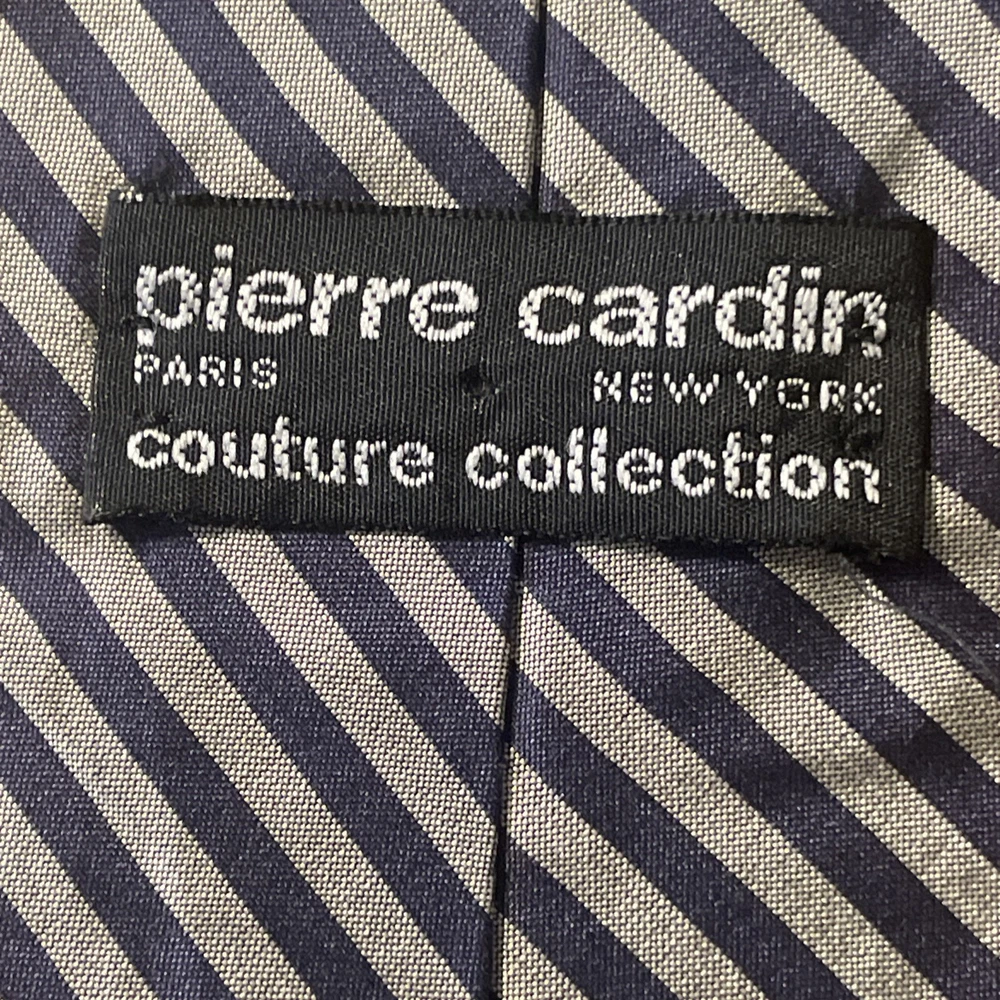 pierre cardin
PARIS NEW YORK
couture collection